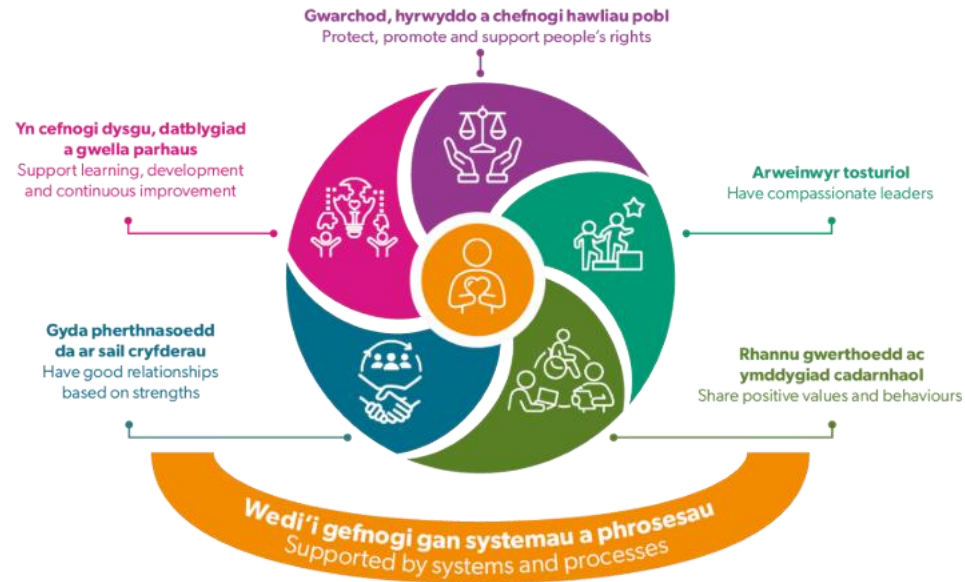 Gwarchod, hyrwyddo a chefnogi hawliau pobl
Protect, promote and support people's rights
Yn cefnogi dysgu, datblygiad
a gwella parhaus
Support learning, development
and continuous improvement
Arweinwyr tosturiol
Have compassionate leaders
Gyda pherthnasoedd
da ar sail cryfderau
Have good relationships
based on strengths
Rhannu gwerthoedd ac
ymddygiad cadarnhaol
Share positive values and behaviours
Wedi'i gefnogi gan systemau a phrosesau
Supported by systems and processes